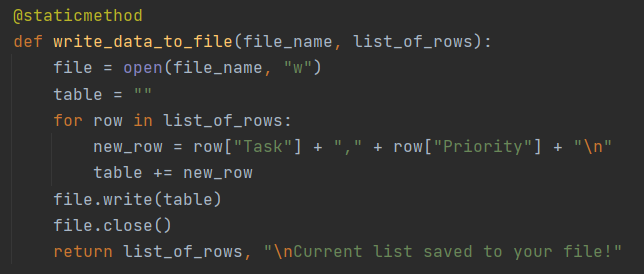 @staticmethod
def write_data_to_file(file_name, list_of_rows):
    file = open(file_name, "w")
    table = ""
    for row in list_of_rows:
        new_row = row["Task"] + "," + row["Priority"] + "\n"
        table += new_row
    file.write(table)
    file.close()
    return list_of_rows, "\nCurrent list saved to your file!"